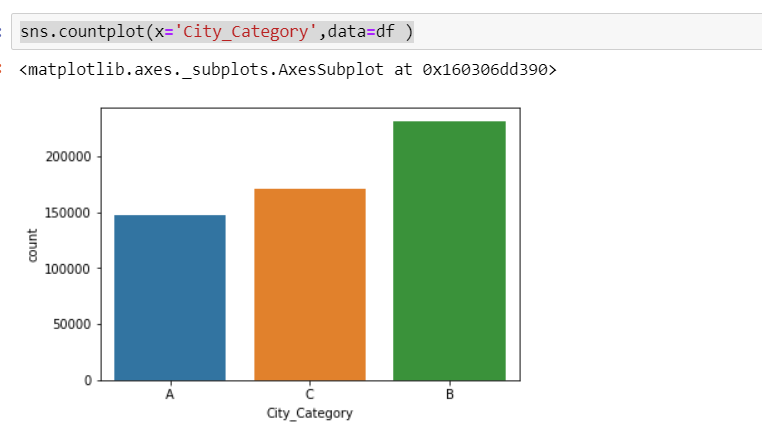 sns.countplot(x='City_Category',data=df )
<matplotlib.axes._subplots.AxesSubplot at 0x160306dd390>
200000
150000
100000
50000
0
count
A C B
City_Category